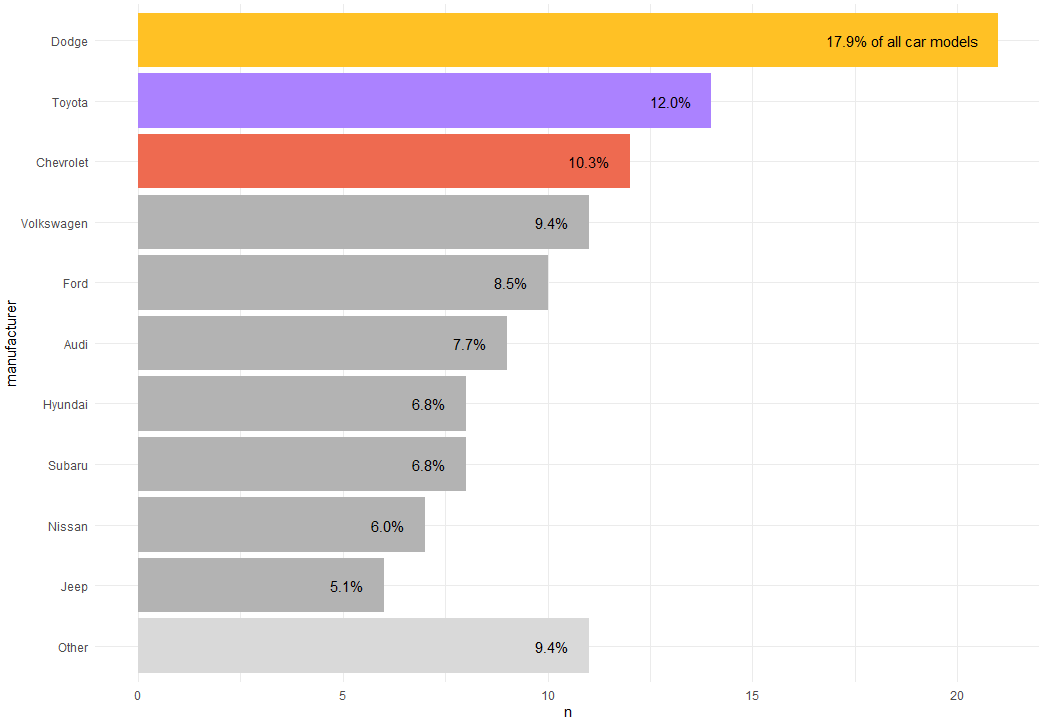 Dodge 17.9% of all car models
Toyota 12.0%
Chevrolet 10.3%
Volkswagen 9.4%
Ford 8.5%
Audi 7.7%
Hyundai 6.8%
Subaru 6.8%
Nissan 6.0%
Jeep 5.1%
Other 9.4%
manufacturer
0 5 10 15 20
n